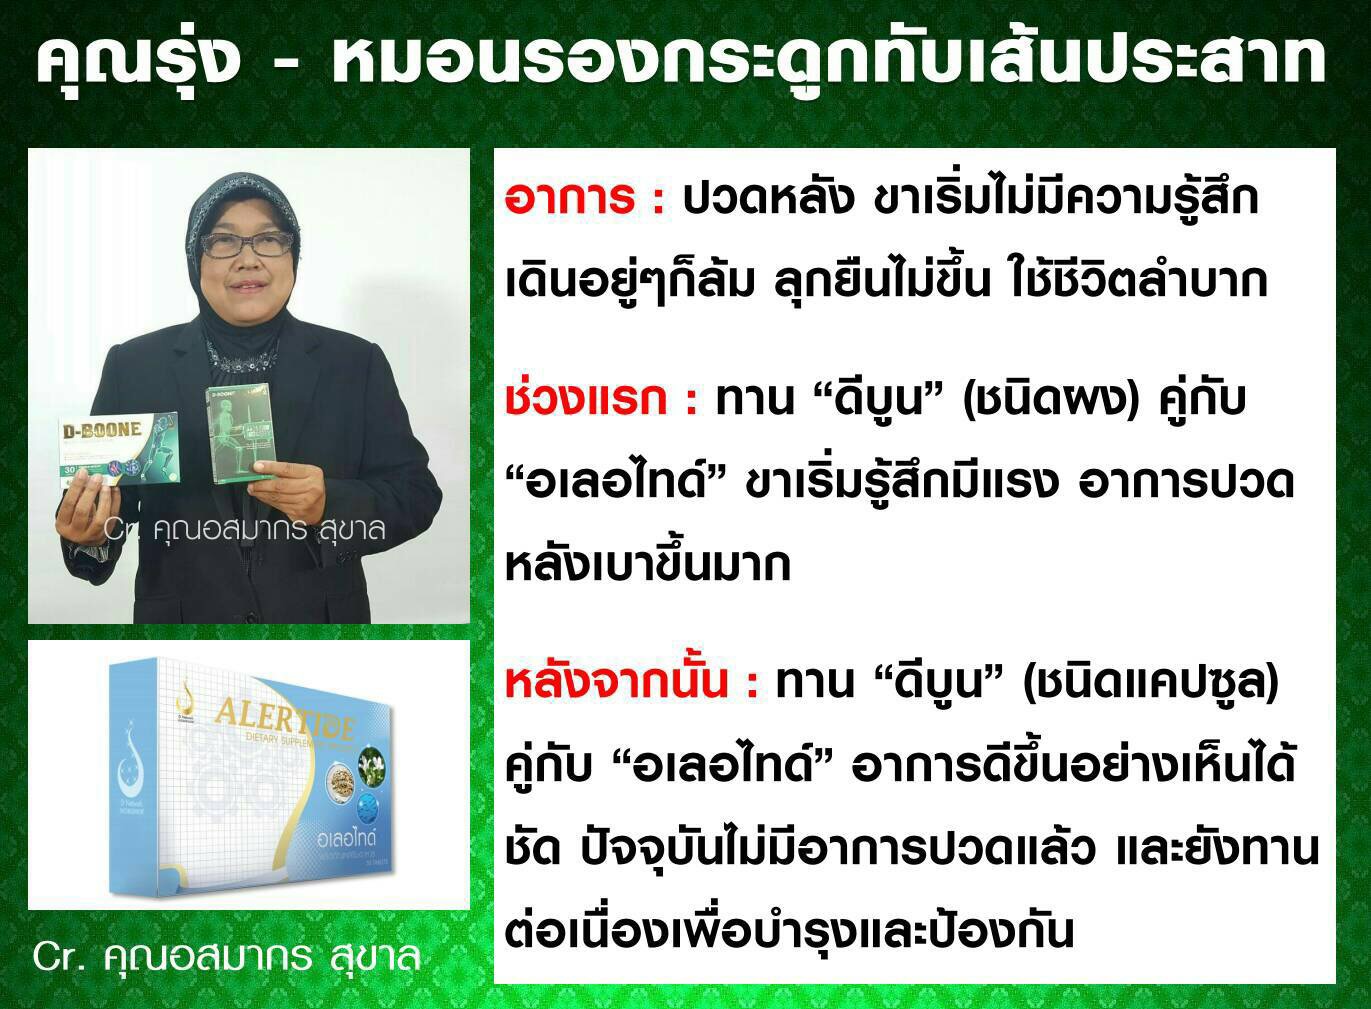 คุณรุ่ง - หมอนรองกระดูกทับเส้นประสาท
อาการ : ปวดหลัง ขาเริ่มไม่มีความรู้สึก
เดินอยู่ๆก็ล้ม ลุกยืนไม่ขึ้น ใช้ชีวิตลำบาก
ช่วงแรก : ทาน “ดีบูน” (ชนิดผง) คู่กับ
“อเลอไทด์” ขาเริ่มรู้สึกมีแรง อาการปวด
หลังเบาขึ้นมาก
หลังจากนั้น : ทาน “ดีบูน” (ชนิดแคปซูล)
คู่กับ “อเลอไทด์” อาการดีขึ้นอย่างเห็นได้
ชัด ปัจจุบันไม่มีอาการปวดแล้ว และยังทาน
ต่อเนื่องเพื่อบำรุงและป้องกัน
D-BOONE
30
D-BOONE
Cr. คุณอสมากร สุขาล
ALERTIDE
DIETARY SUPPLEMENT
D Network
อเลอไทด์
Cr. คุณอสมากร สุขาล